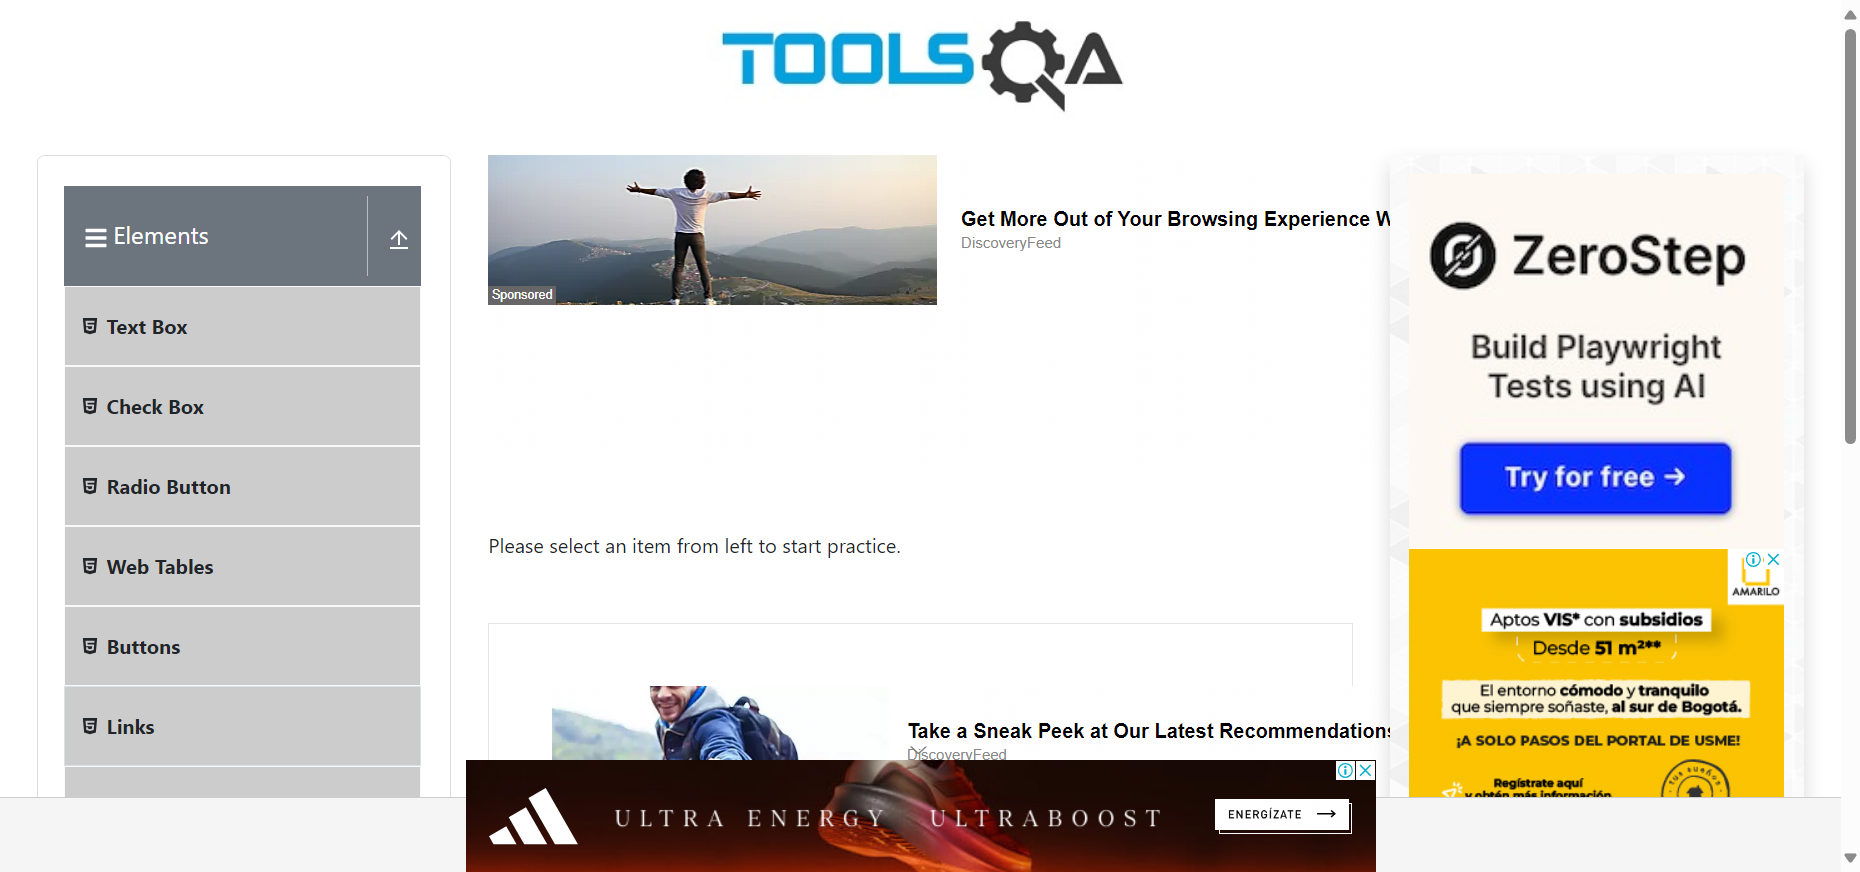 TOOLSQA
Elements
Text Box
Check Box
Radio Button
Web Tables
Buttons
Links
Sponsored
Get More Out of Your Browsing Experience W
DiscoveryFeed
Please select an item from left to start practice.
Take a Sneak Peek at Our Latest Recommendations
DiscoveryFeed
ULTRA ENERGY ULTRABOOST
ENERGÍZATE
ZeroStep
Build Playwright
Tests using AI
Try for free →
AMARILO
Aptos VIS* con subsidios
Desde 51 m²**
El entorno cómodo y tranquilo
que siempre soñaste, al sur de Bogotá.
¡A SOLO PASOS DEL PORTAL DE USME!
Regístrate aquí
y obtén más información
tus sueños